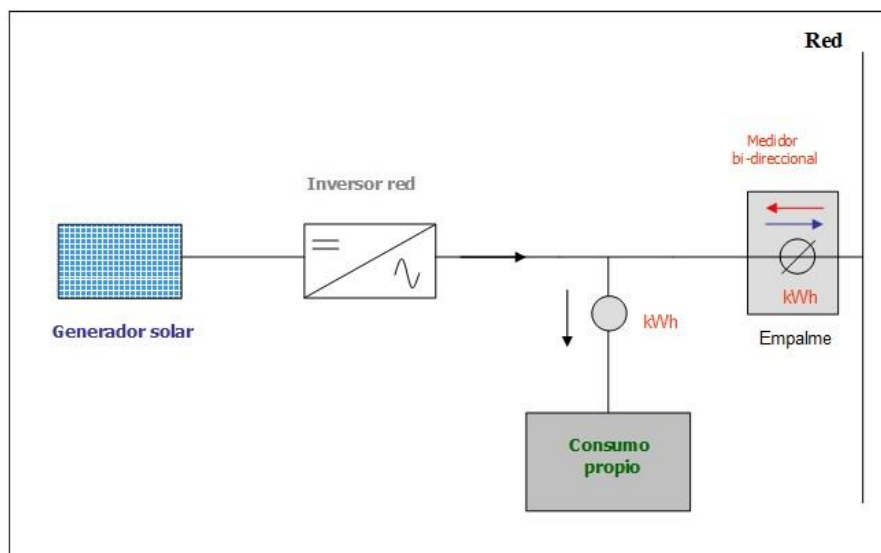 Red
Medidor
bi-direccional
Inversor red
kWh
Generador solar
kWh
Empalme
Consumo
propio